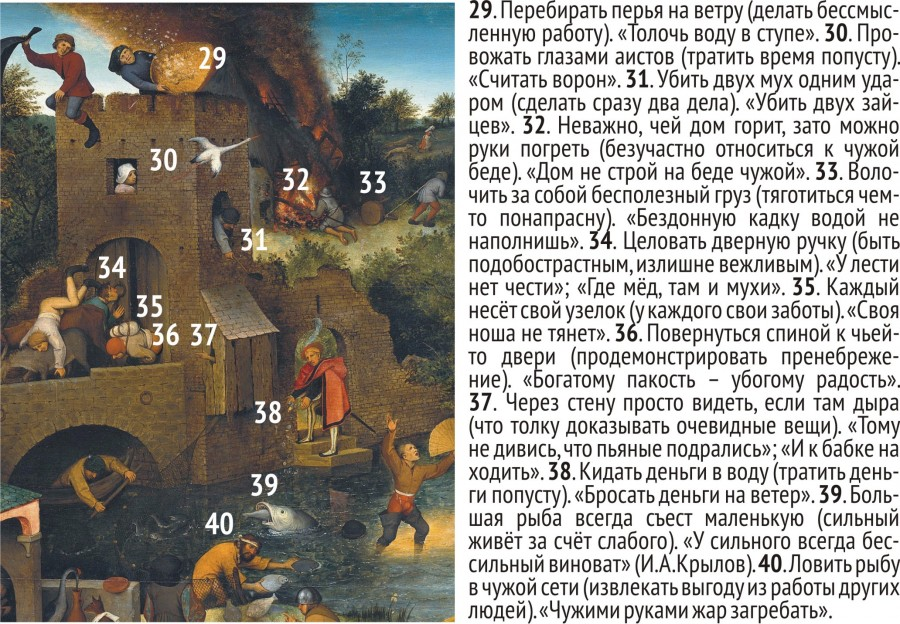 29
30
31
32
33
34
35
36
37
38
39
40
29. Перебирать перья на ветру (делать бессмыс-
ленную работу). «Толочь воду в ступе». 30. Про-
вожать глазами аистов (тратить время попусту).
«Считать ворон». 31. Убить двух мух одним уда-
ром (сделать сразу два дела). «Убить двух зай-
цев». 32. Неважно, чей дом горит, зато можно
руки погреть (безучастно относиться к чужой
беде). «Дом не строй на беде чужой». 33. Воло-
чить за собой бесполезный груз (тяготиться чем-
то понапрасну). «Бездонную кадку водой не
наполнишь». 34. Целовать дверную ручку (быть
подобострастным, излишне вежливым). «У лести
нет чести»; «Где мёд, там и мухи». 35. Каждый
несёт свой узелок (у каждого свои заботы). «Своя
ноша не тянет». 36. Повернуться спиной к чьей-
то двери (продемонстрировать пренебреже-
ние). «Богатому пакость – убогому радость».
37. Через стену просто видеть, если там дыра
(что толку доказывать очевидные вещи). «Тому
не дивись, что пьяные подрались»; «И к бабке на
ходить». 38. Кидать деньги в воду (тратить день-
ги попусту). «Бросать деньги на ветер». 39. Боль-
шая рыба всегда съест маленькую (сильный
живёт за счёт слабого). «У сильного всегда бес-
сильный виноват» (И.А.Крылов). 40. Ловить рыбу
в чужой сети (извлекать выгоду из работы других
людей). «Чужими руками жар загребать».